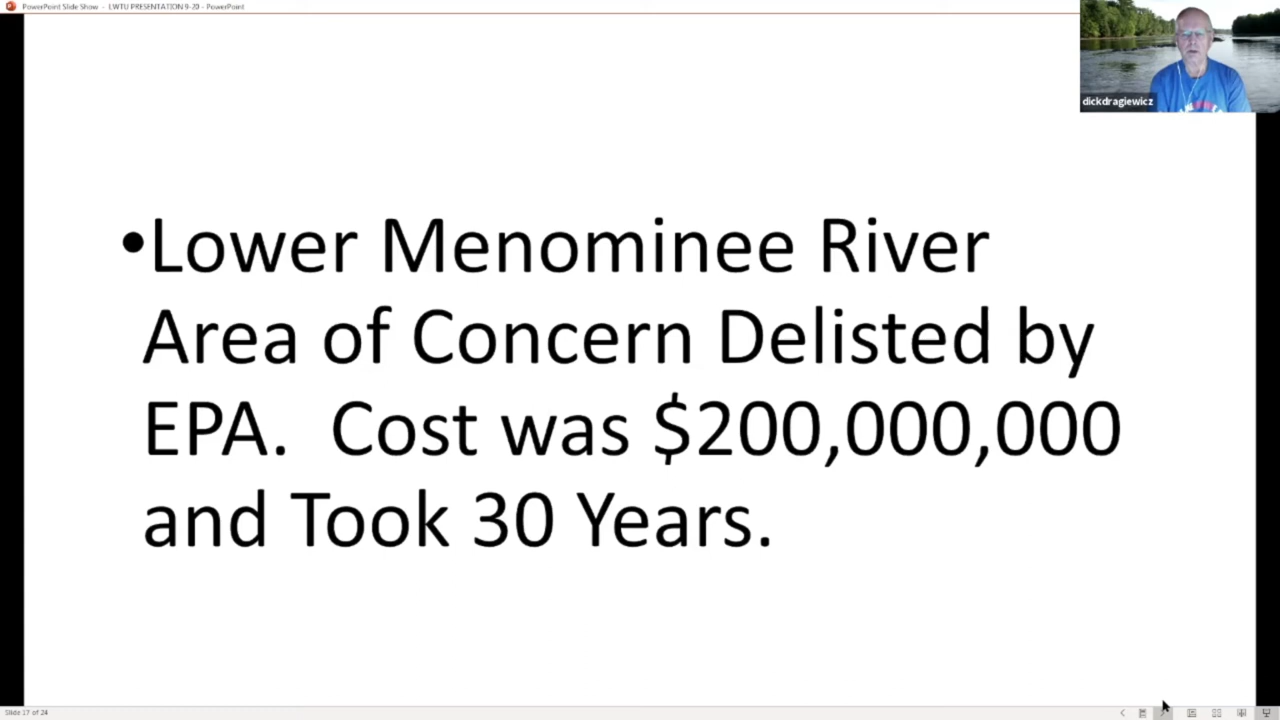 PowerPoint Slide Show - LWTU PRESENTATION 9-20 - PowerPoint
dickdragiewicz
•Lower Menominee River
Area of Concern Delisted by
EPA. Cost was $200,000,000
and Took 30 Years.
Slide 17 of 24